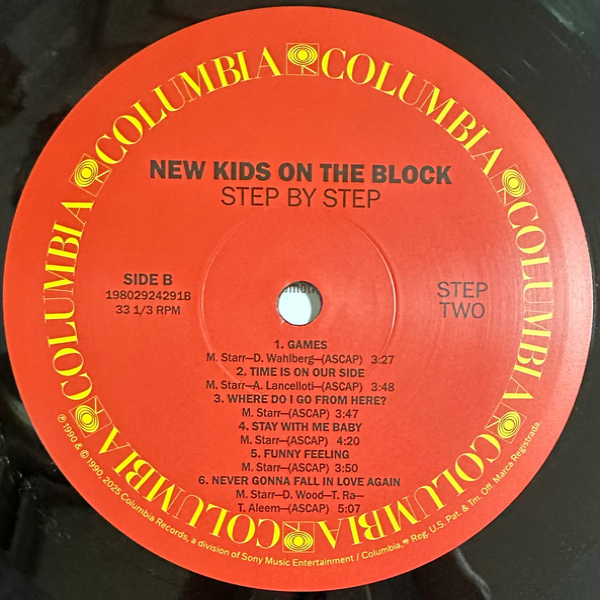 COLUMBIA COLUMBIA COLUMBIA COLUMBIA COLUMBIA COLUMBIA COLUMBIA COLUMBIA
NEW KIDS ON THE BLOCK
STEP BY STEP
SIDE B
19802924291B
33 1/3 RPM
STEP
TWO
1. GAMES
M. Starr—D. Wahlberg—(ASCAP) 3:27
2. TIME IS ON OUR SIDE
M. Starr—A. Lancelloti—(ASCAP) 3:48
3. WHERE DO I GO FROM HERE?
M. Starr—(ASCAP) 3:47
4. STAY WITH ME BABY
M. Starr—(ASCAP) 4:20
5. FUNNY FEELING
M. Starr—(ASCAP) 3:50
6. NEVER GONNA FALL IN LOVE AGAIN
M. Starr—D. Wood—T. Ra—
T. Aleem—(ASCAP) 5:07
℗ 1990 & © 1990, 2025 Columbia Records, a division of Sony Music Entertainment / Columbia, Reg. U.S. Pat. & Tm. Off. Marca Registrada